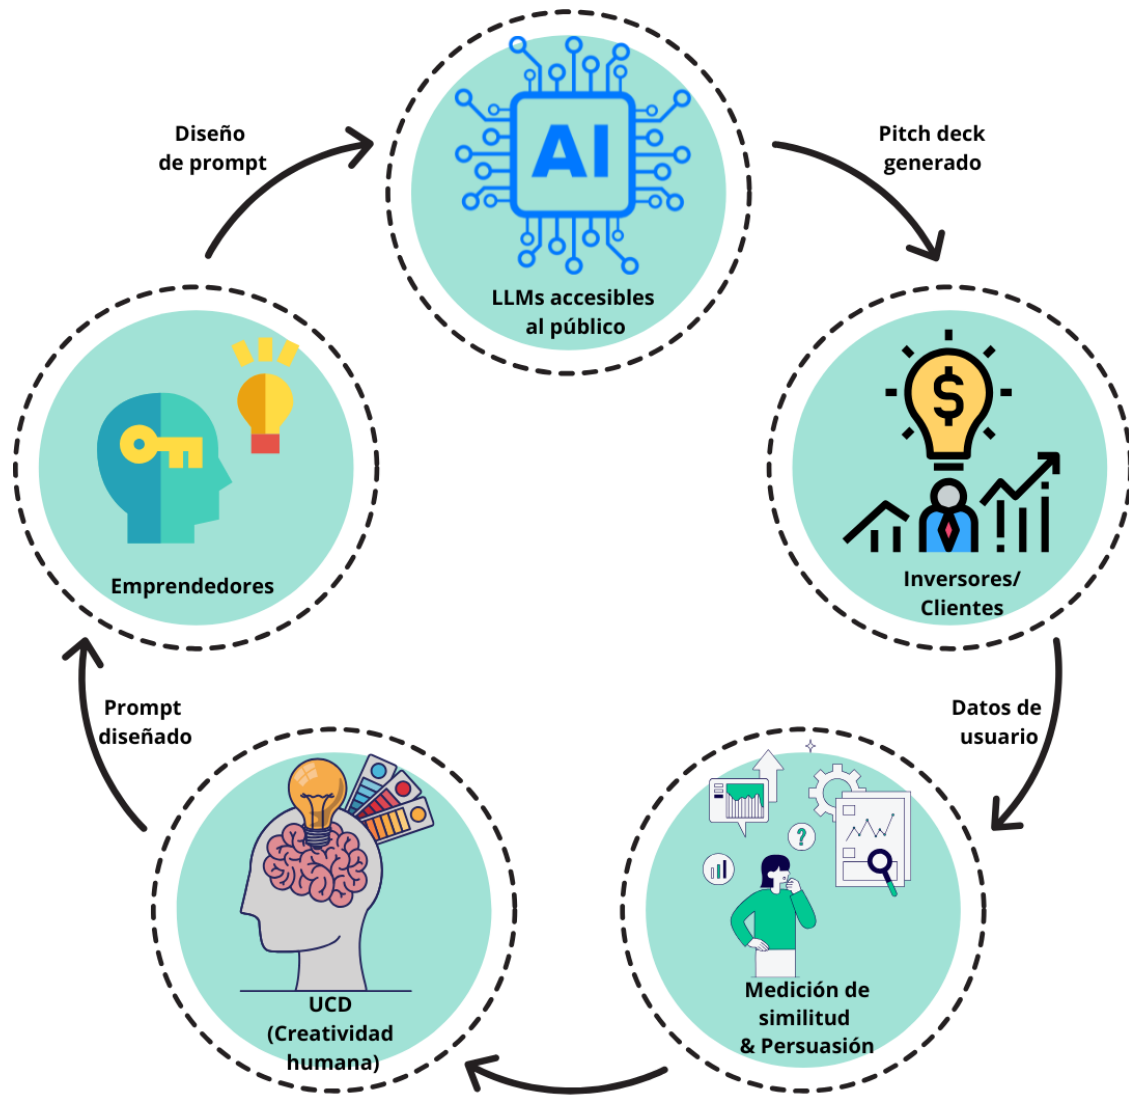 AI
LLMs accesibles
al público
Pitch deck
generado
$
Inversores/
Clientes
Datos de
usuario
?
Medición de
similitud
& Persuasión
UCD
(Creatividad
humana)
Prompt
diseñado
Emprendedores
Diseño
de prompt